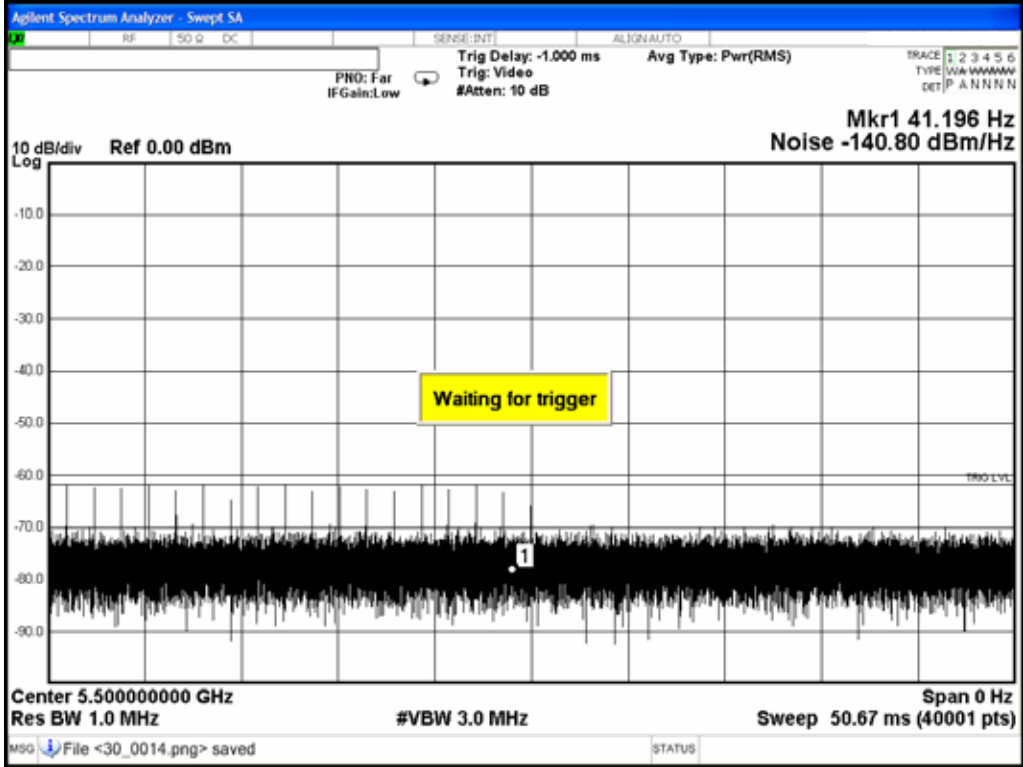 Agilent Spectrum Analyzer - Swept SA
LXI RF 50 Ω DC SENSE:INT ALIGNAUTO
Trig Delay: -1.000 ms Avg Type: Pwr(RMS) TRACE 1 2 3 4 5 6
PNO: Far Trig: Video TYPE WA WWWWW
IFGain:Low #Atten: 10 dB DET P A N N N N
Mkr1 41.196 Hz
10 dB/div Ref 0.00 dBm Noise -140.80 dBm/Hz
Log
-10.0
-20.0
-30.0
-40.0
Waiting for trigger
-50.0
-60.0
TRIG LVL
-70.0
1
-80.0
-90.0
Center 5.500000000 GHz Span 0 Hz
Res BW 1.0 MHz #VBW 3.0 MHz Sweep 50.67 ms (40001 pts)
MSG File <30_0014.png> saved STATUS